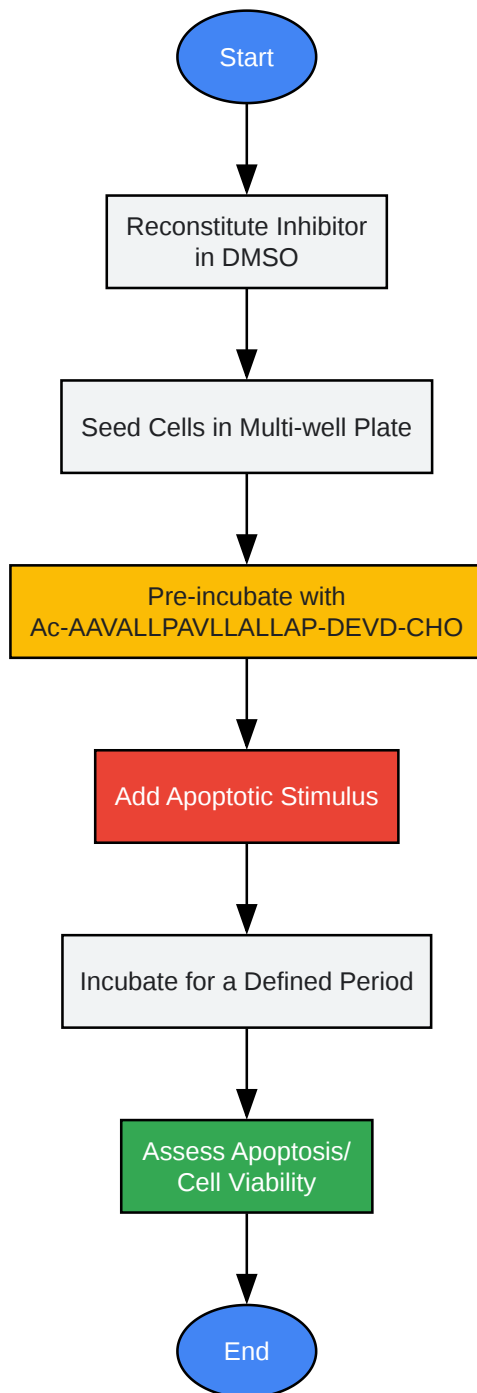 Start
Reconstitute Inhibitor
in DMSO
Seed Cells in Multi-well Plate
Pre-incubate with
Ac-AAVALLPAVLLALLAP-DEVD-CHO
Add Apoptotic Stimulus
Incubate for a Defined Period
Assess Apoptosis/
Cell Viability
End